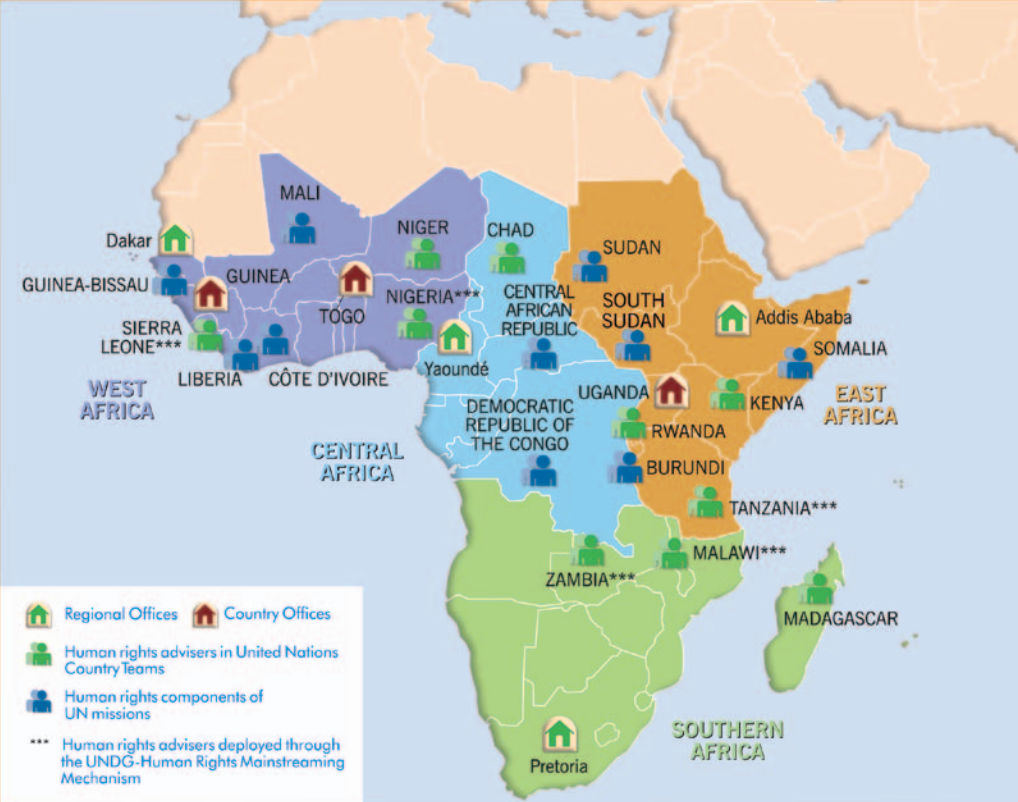 MALI
NIGER
CHAD
Dakar
SUDAN
GUINEA-BISSAU
GUINEA
TOGO
NIGERIA***
CENTRAL
AFRICAN
REPUBLIC
SOUTH
SUDAN
Addis Ababa
SIERRA
LEONE***
LIBERIA
CÔTE D'IVOIRE
Yaoundé
SOMALIA
WEST
AFRICA
UGANDA
KENYA
EAST
AFRICA
DEMOCRATIC
REPUBLIC OF
THE CONGO
RWANDA
CENTRAL
AFRICA
BURUNDI
TANZANIA***
MALAWI***
ZAMBIA***
MADAGASCAR
SOUTHERN
AFRICA
Pretoria
Regional Offices
Country Offices
Human rights advisers in United Nations
Country Teams
Human rights components of
UN missions
*** Human rights advisers deployed through
the UNDG-Human Rights Mainstreaming
Mechanism